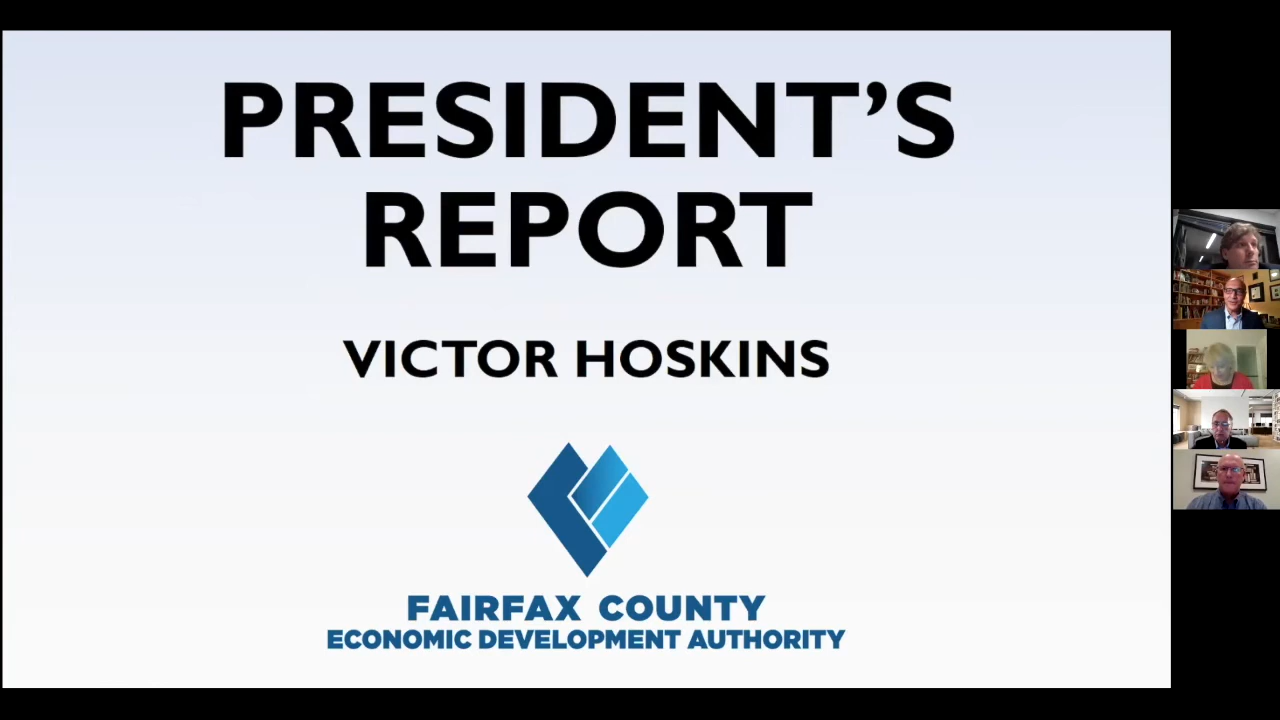 PRESIDENT'S
REPORT
VICTOR HOSKINS
FAIRFAX COUNTY
ECONOMIC DEVELOPMENT AUTHORITY